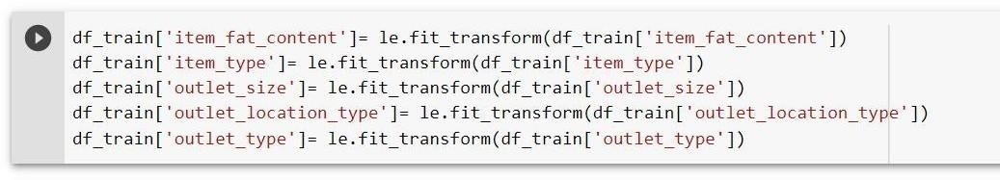 df_train['item_fat_content']= le.fit_transform(df_train['item_fat_content'])
df_train['item_type']= le.fit_transform(df_train['item_type'])
df_train['outlet_size']= le.fit_transform(df_train['outlet_size'])
df_train['outlet_location_type']= le.fit_transform(df_train['outlet_location_type'])
df_train['outlet_type']= le.fit_transform(df_train['outlet_type'])